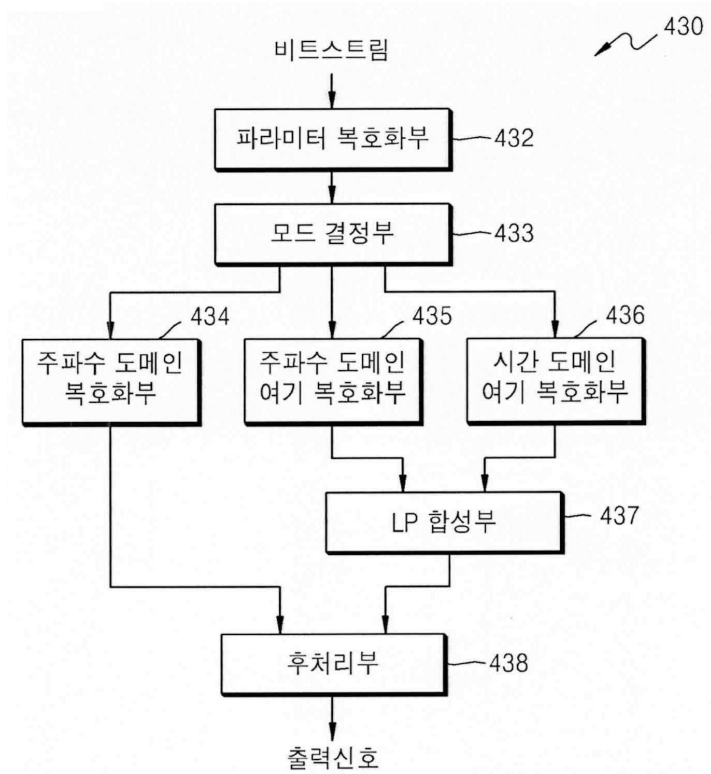 430
비트스트림
파라미터 복호화부
432
모드 결정부
433
434
주파수 도메인
복호화부
435
주파수 도메인
여기 복호화부
436
시간 도메인
여기 복호화부
LP 합성부
437
후처리부
438
출력신호